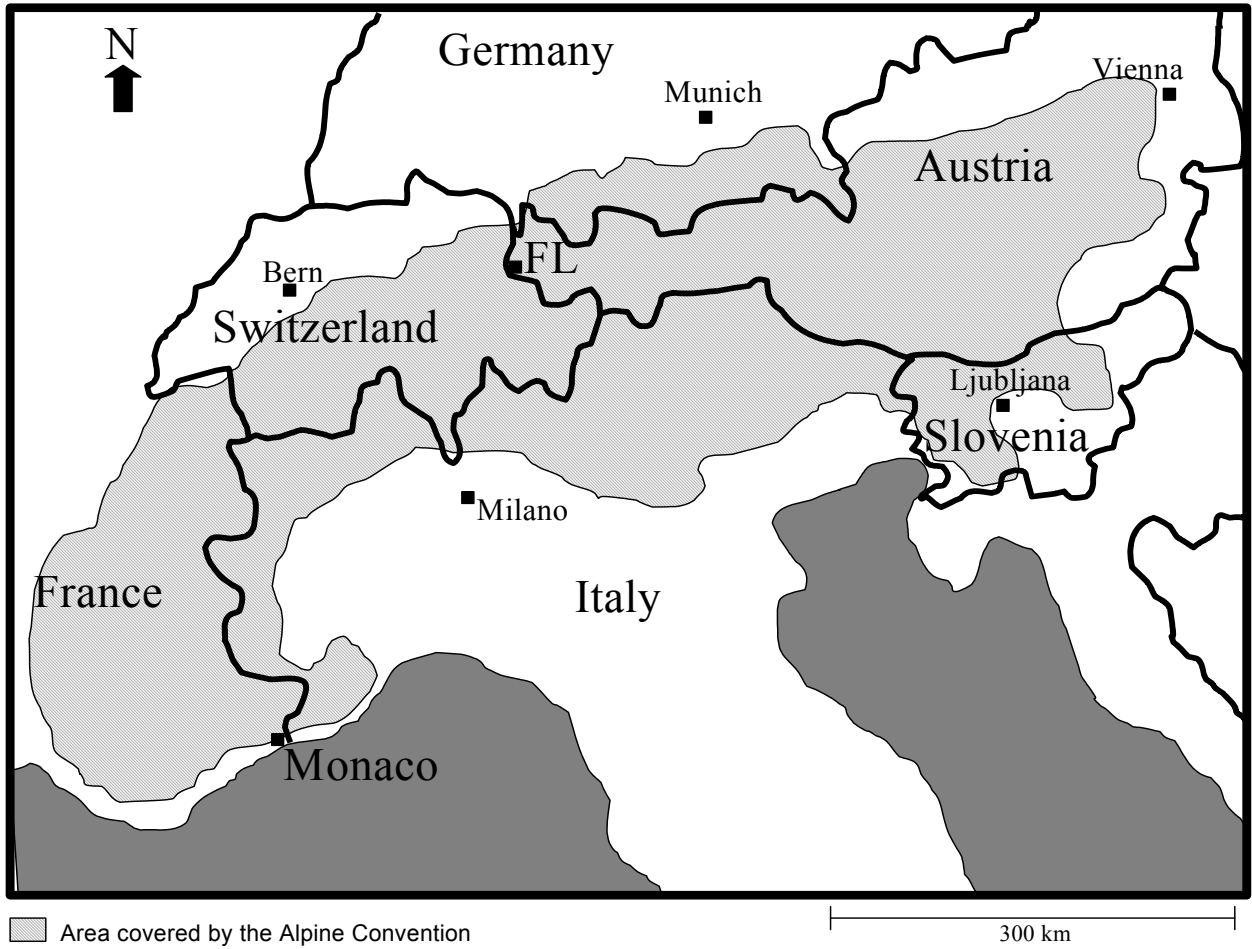 N
Germany
Munich
Vienna
Austria
FL
Bern
Switzerland
Ljubljana
Slovenia
Milano
France
Italy
Monaco
Area covered by the Alpine Convention
300 km